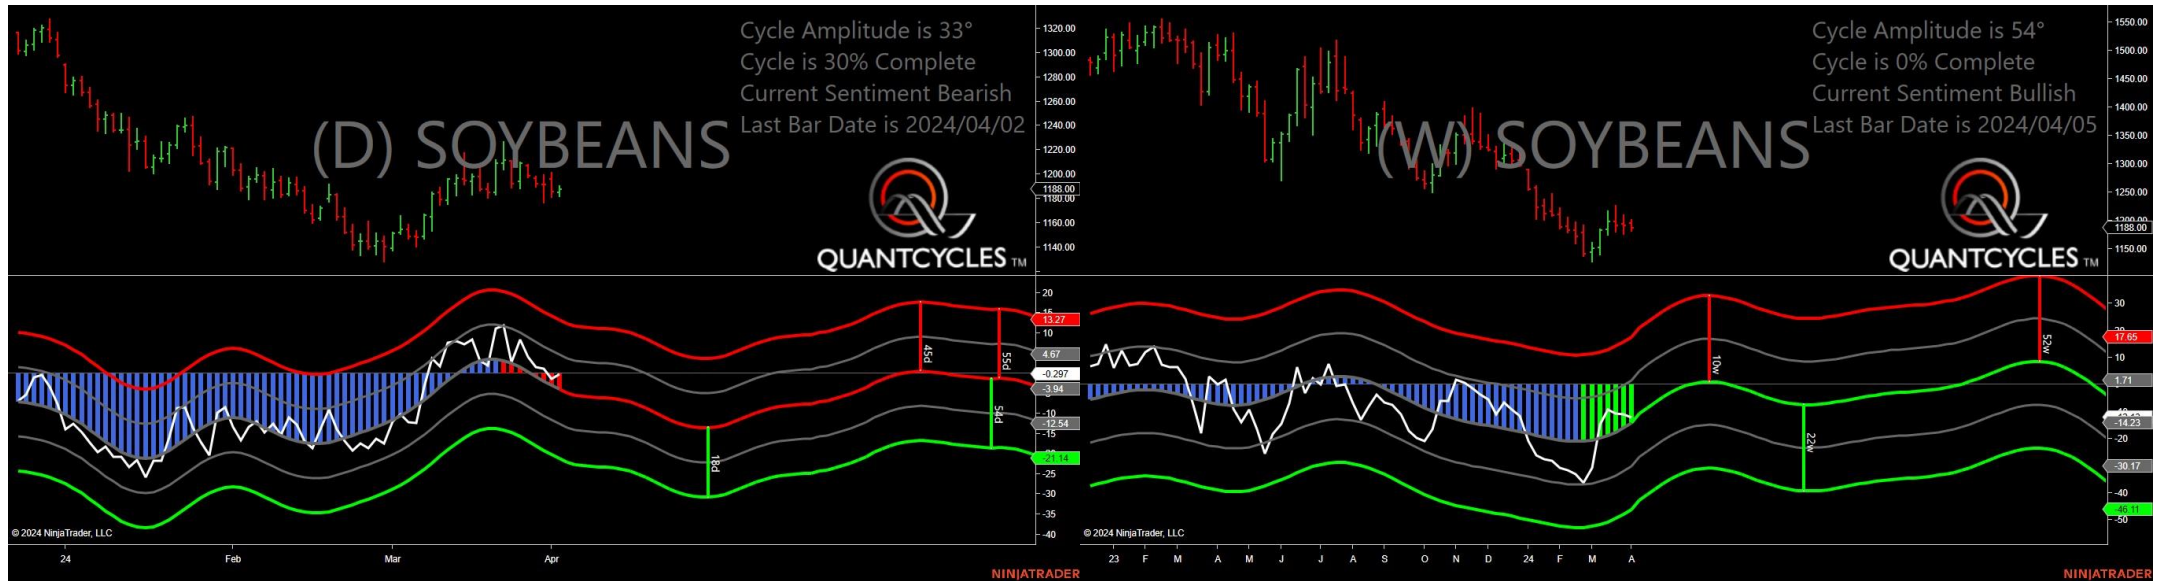 Cycle Amplitude is 33°
Cycle is 30% Complete
Current Sentiment Bearish
Last Bar Date is 2024/04/02
(D) SOYBEANS
QUANTCYCLES TM
1320.00
1300.00
1280.00
1260.00
1240.00
1220.00
1200.00
1188.00
1180.00
1160.00
1140.00
20
13.27
10
4.67
-0.297
-3.94
-10
-12.54
-15
-21.14
-25
-30
-35
-40
45d
55d
54d
18d
© 2024 NinjaTrader, LLC
24 Feb Mar Apr
NINJATRADER
Cycle Amplitude is 54°
Cycle is 0% Complete
Current Sentiment Bullish
Last Bar Date is 2024/04/05
(W) SOYBEANS
QUANTCYCLES TM
1550.00
1500.00
1450.00
1400.00
1350.00
1300.00
1250.00
1200.00
1188.00
1150.00
30
17.65
10
1.71
-14.23
-20
-30.17
-40
-46.11
-50
10w
52w
22w
© 2024 NinjaTrader, LLC
23 F M A M J J A S O N D 24 F M A
NINJATRADER